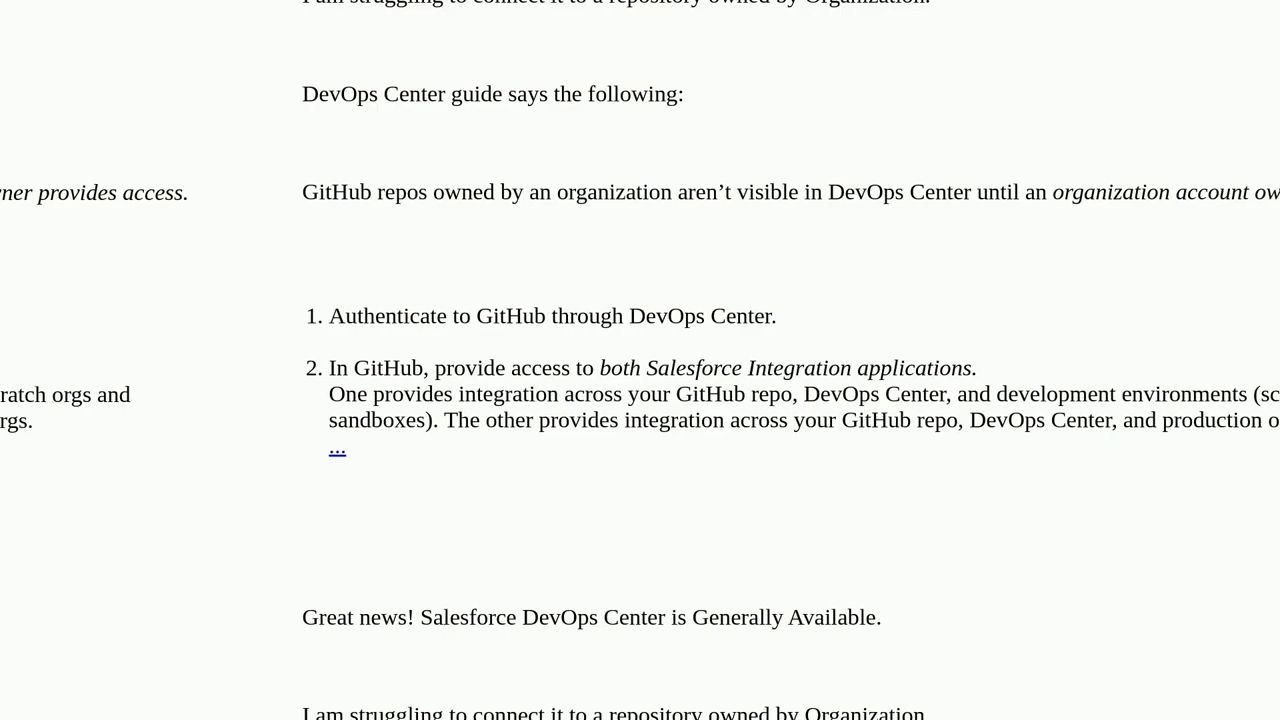 I am struggling to connect it to a repository owned by Organization.
DevOps Center guide says the following:
ner provides access.
GitHub repos owned by an organization aren’t visible in DevOps Center until an organization account ow
1. Authenticate to GitHub through DevOps Center.
2. In GitHub, provide access to both Salesforce Integration applications.
ratch orgs and
One provides integration across your GitHub repo, DevOps Center, and development environments (sc
rgs.
sandboxes). The other provides integration across your GitHub repo, DevOps Center, and production o
...
Great news! Salesforce DevOps Center is Generally Available.
I am struggling to connect it to a repository owned by Organization